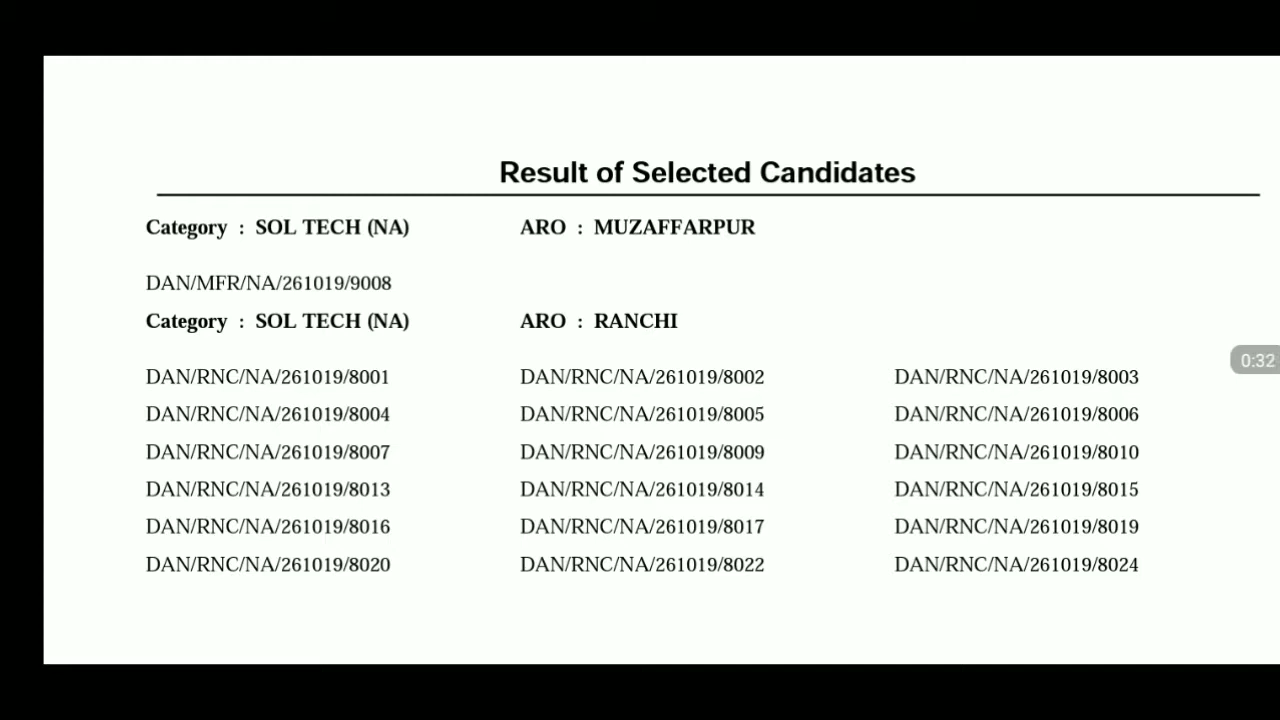 Result of Selected Candidates
Category : SOL TECH (NA) ARO : MUZAFFARPUR
DAN/MFR/NA/261019/9008
Category : SOL TECH (NA) ARO : RANCHI
DAN/RNC/NA/261019/8001 DAN/RNC/NA/261019/8002 DAN/RNC/NA/261019/8003
0:32
DAN/RNC/NA/261019/8004 DAN/RNC/NA/261019/8005 DAN/RNC/NA/261019/8006
DAN/RNC/NA/261019/8007 DAN/RNC/NA/261019/8009 DAN/RNC/NA/261019/8010
DAN/RNC/NA/261019/8013 DAN/RNC/NA/261019/8014 DAN/RNC/NA/261019/8015
DAN/RNC/NA/261019/8016 DAN/RNC/NA/261019/8017 DAN/RNC/NA/261019/8019
DAN/RNC/NA/261019/8020 DAN/RNC/NA/261019/8022 DAN/RNC/NA/261019/8024